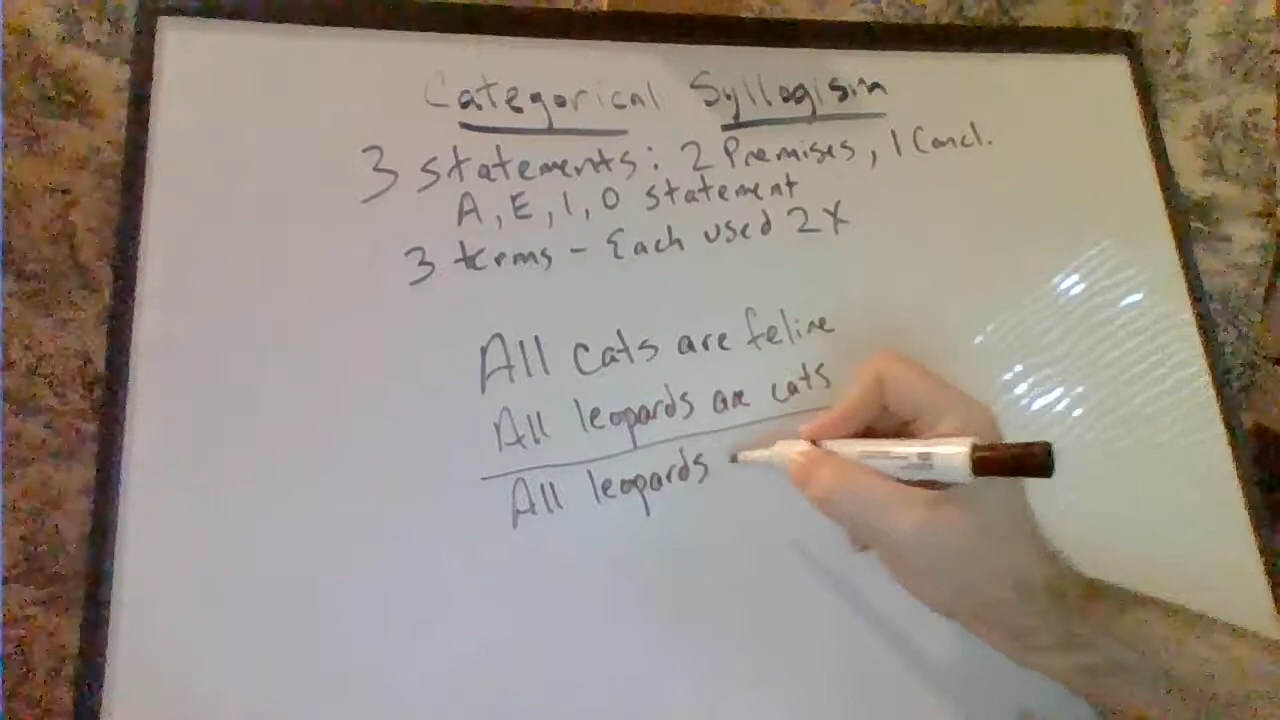 Categorical Syllogism
3 statements: 2 Premises, 1 Concl.
A, E, I, O statement
3 terms - Each used 2X
All cats are feline
All leopards are cats
All leopards